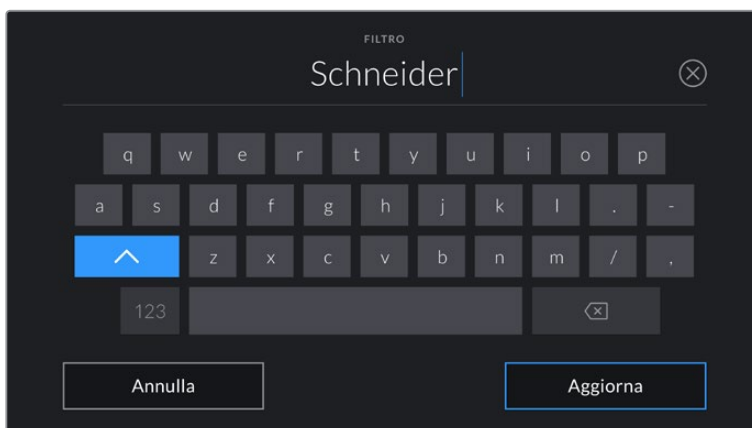 FILTRO
Schneider
q w e r t y u i o p
a s d f g h j k l . -
z x c v b n m / ,
123
Annulla Aggiorna